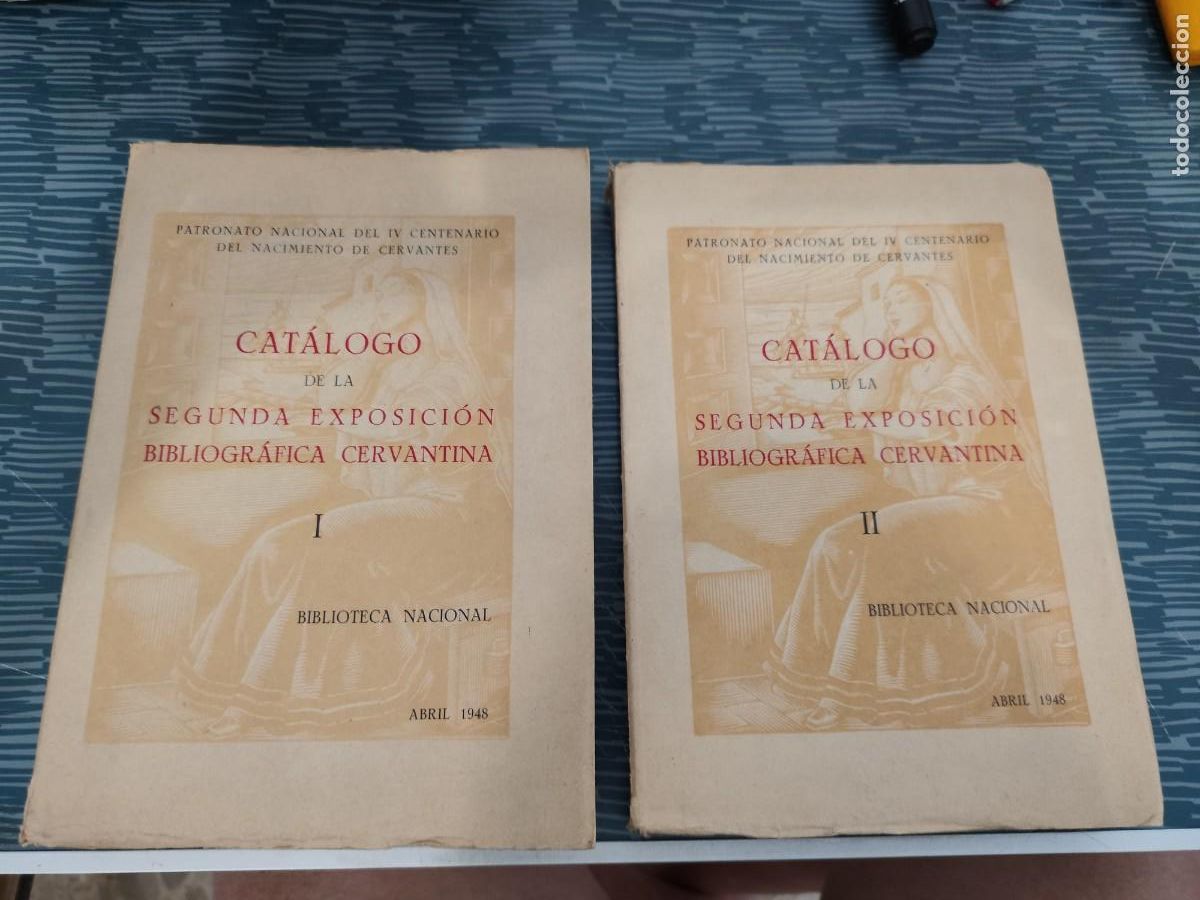 PATRONATO NACIONAL DEL IV CENTENARIO
DEL NACIMIENTO DE CERVANTES
CATÁLOGO
DE LA
SEGUNDA EXPOSICIÓN
BIBLIOGRÁFICA CERVANTINA
I
BIBLIOTECA NACIONAL
ABRIL 1948
PATRONATO NACIONAL DEL IV CENTENARIO
DEL NACIMIENTO DE CERVANTES
CATÁLOGO
DE LA
SEGUNDA EXPOSICIÓN
BIBLIOGRÁFICA CERVANTINA
II
BIBLIOTECA NACIONAL
ABRIL 1948
todocoleccion